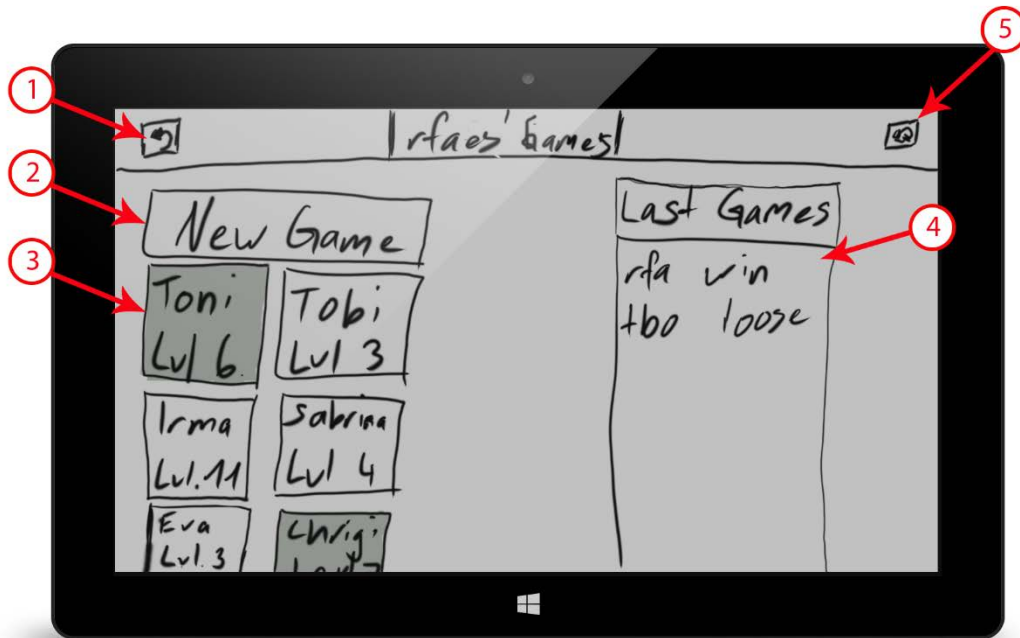 1
5
rfaes' Games
2
New Game
Last Games
4
3
Toni
Lvl 6
Tobi
Lvl 3
rfa win
tbo loose
Irma
Lvl.11
Sabrina
Lvl 4
Eva
Lvl.3
Chrigi